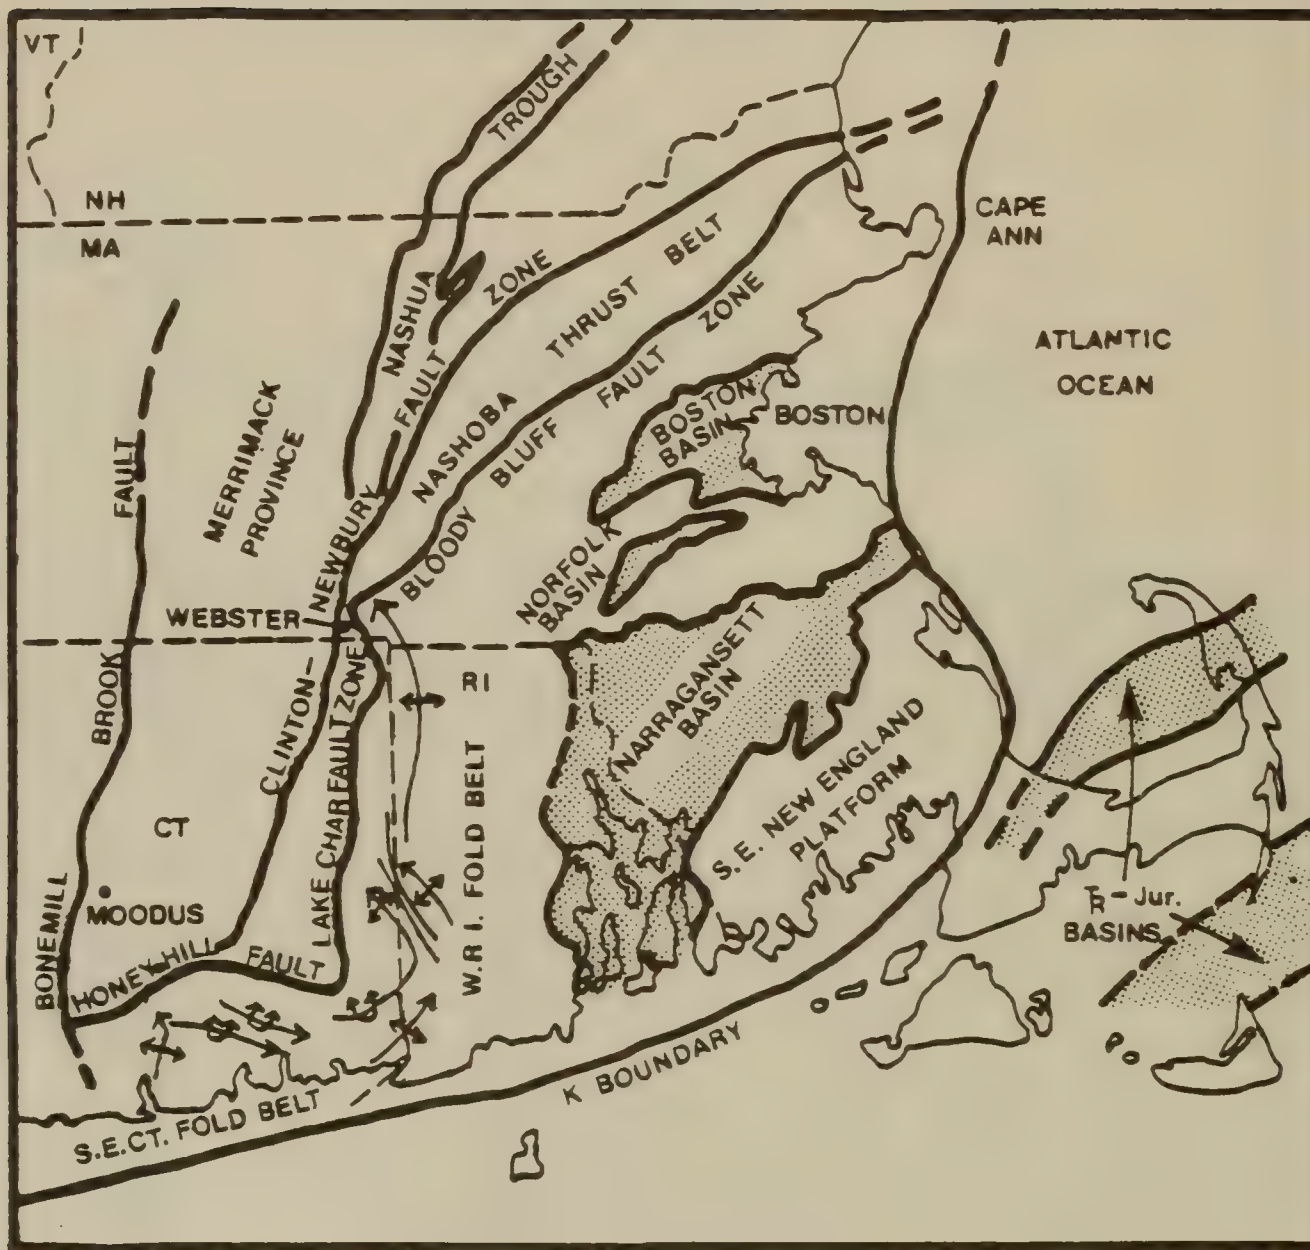 VT
TROUGH
NH
MA
CAPE
ANN
NASHUA
CLINTON-NEWBURY FAULT ZONE
NASHOBA THRUST BELT
BLOODY BLUFF FAULT ZONE
ATLANTIC
OCEAN
BOSTON
BASIN
BOSTON
MERRIMACK
PROVINCE
BONEMILL BROOK FAULT
NORFOLK
BASIN
WEBSTER
RI
NARRAGANSETT
BASIN
LAKE CHAR FAULT ZONE
W.R I. FOLD BELT
S.E. NEW ENGLAND
PLATFORM
CT
MOODUS
HONEY HILL FAULT
TR-Jur.
BASINS
K BOUNDARY
S.E.CT. FOLD BELT